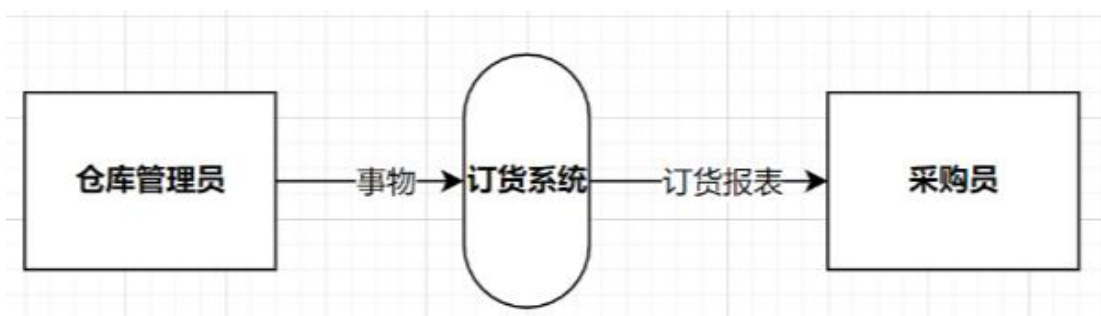 仓库管理员
事物
订货系统
订货报表
采购员